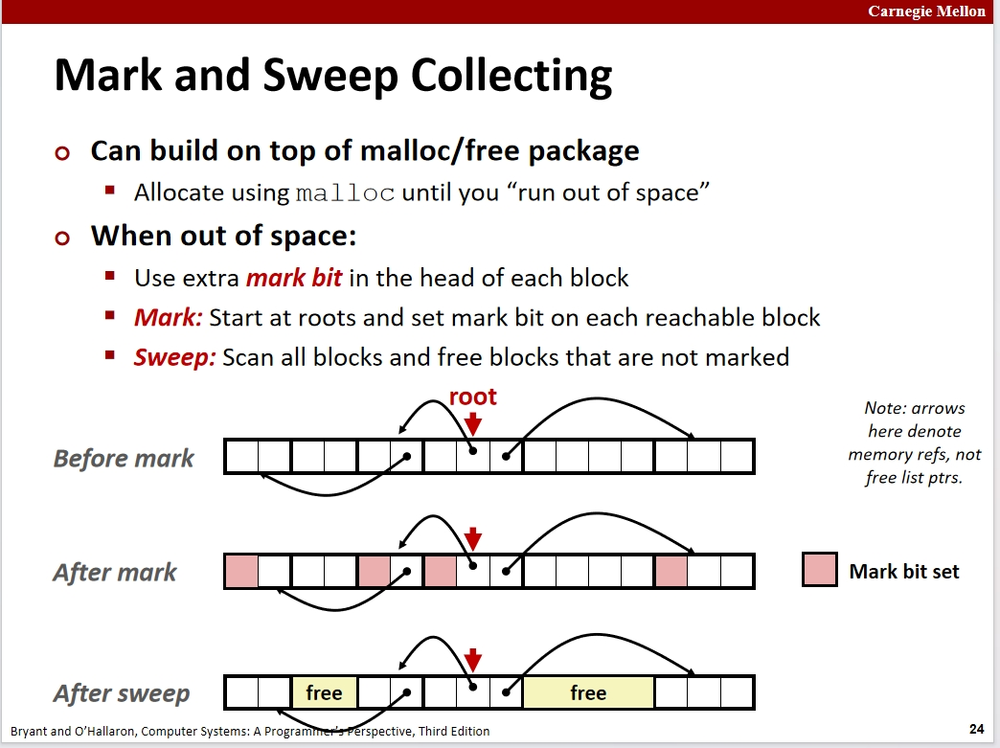 Carnegie Mellon
Mark and Sweep Collecting
Can build on top of malloc/free package
Allocate using malloc until you “run out of space”
When out of space:
Use extra mark bit in the head of each block
Mark: Start at roots and set mark bit on each reachable block
Sweep: Scan all blocks and free blocks that are not marked
root
Note: arrows
here denote
memory refs, not
free list ptrs.
Before mark
After mark
Mark bit set
After sweep
free
free
Bryant and O’Hallaron, Computer Systems: A Programmer’s Perspective, Third Edition
24